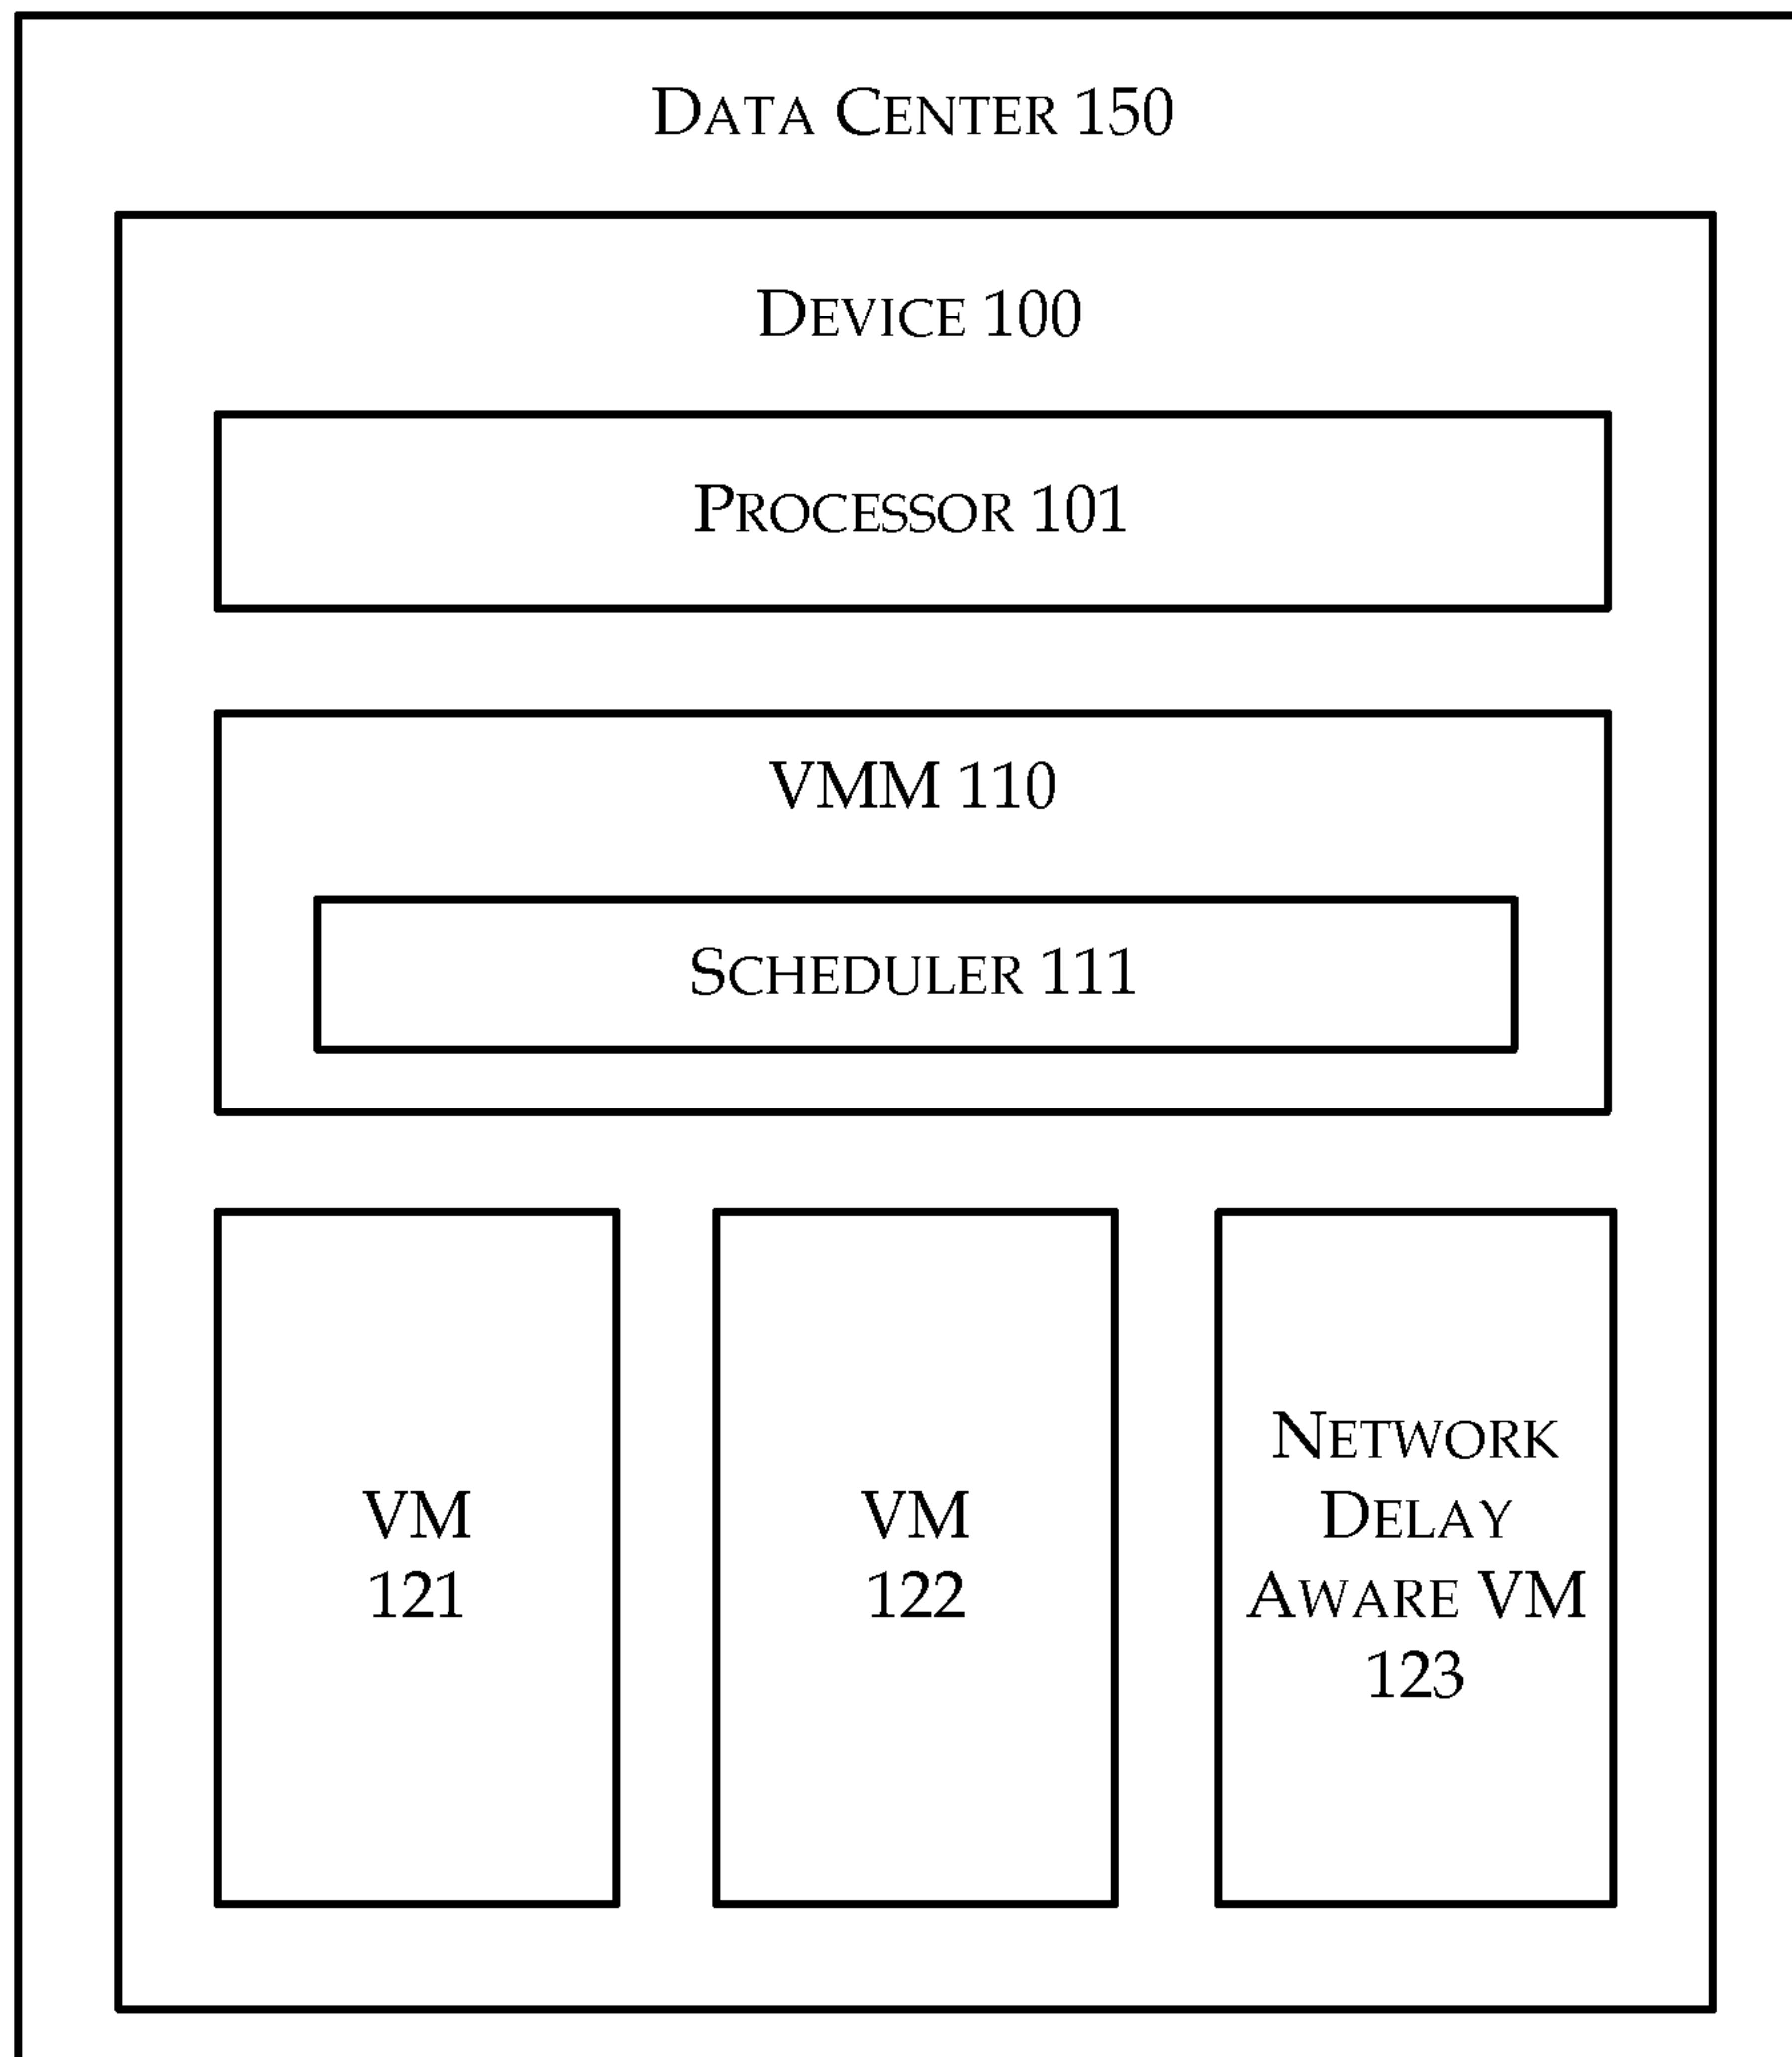 DATA CENTER 150
DEVICE 100
PROCESSOR 101
VMM 110
SCHEDULER 111
VM
121
VM
122
NETWORK
DELAY
AWARE VM
123